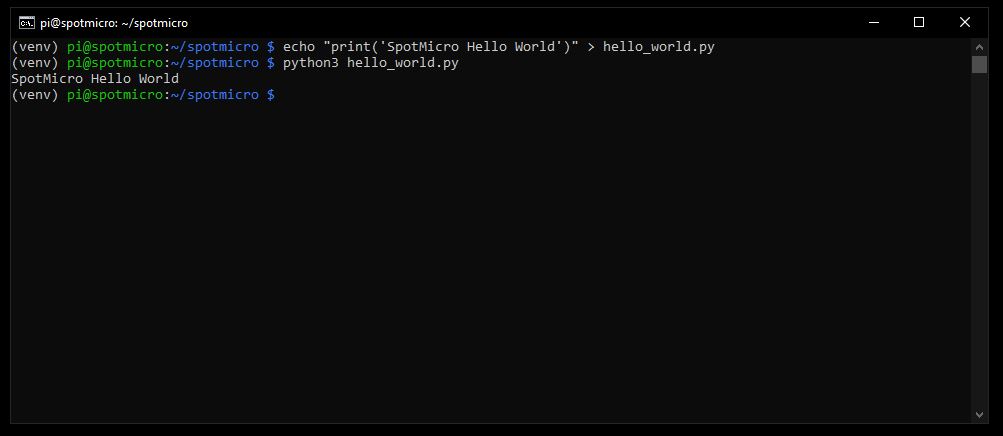 pi@spotmicro: ~/spotmicro
(venv) pi@spotmicro:~/spotmicro $ echo "print('SpotMicro Hello World')" > hello_world.py
(venv) pi@spotmicro:~/spotmicro $ python3 hello_world.py
SpotMicro Hello World
(venv) pi@spotmicro:~/spotmicro $